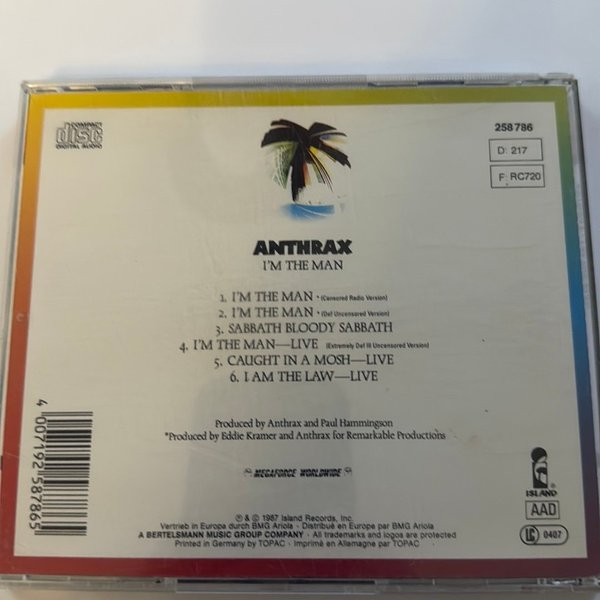 COMPACT
disc
DIGITAL AUDIO
258 786
D: 217
F: RC720
ANTHRAX
I'M THE MAN
1. I'M THE MAN *(Censored Radio Version)
2. I'M THE MAN *(Def Uncensored Version)
3. SABBATH BLOODY SABBATH
4. I'M THE MAN—LIVE (Extremely Def Ill Uncensored Version)
5. CAUGHT IN A MOSH—LIVE
6. I AM THE LAW—LIVE
Produced by Anthrax and Paul Hammingson
*Produced by Eddie Kramer and Anthrax for Remarkable Productions
MEGAFORCE WORLDWIDE
4 007192 587865
ISLAND
AAD
LC 0407
℗ & © 1987 Island Records, Inc.
Vertrieb in Europa durch BMG Ariola · Distribué en Europe par BMG Ariola
A BERTELSMANN MUSIC GROUP COMPANY · All trademarks and logos are protected
Printed in Germany by TOPAC · Imprimé en Allemagne par TOPAC